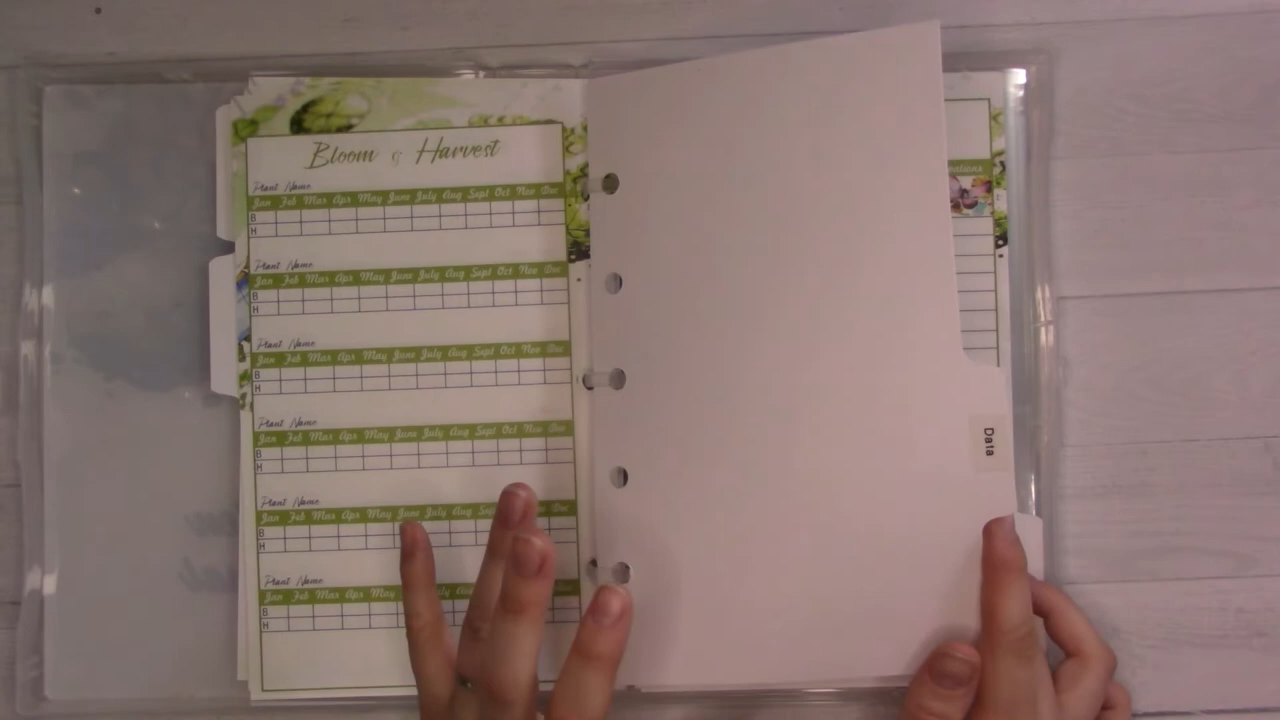 Bloom & Harvest
Plant Name
Jan Feb Mar Apr May June July Aug Sept Oct Nov Dec
B
H
Plant Name
Jan Feb Mar Apr May June July Aug Sept Oct Nov Dec
B
H
Plant Name
Jan Feb Mar Apr May June July Aug Sept Oct Nov Dec
B
H
Plant Name
Jan Feb Mar Apr May June July Aug Sept Oct Nov Dec
B
H
Plant Name
Jan Feb Mar Apr May June July Aug Sep Nov Dec
B
H
Plant Name
Jan Feb Mar Apr May
B
H
Data